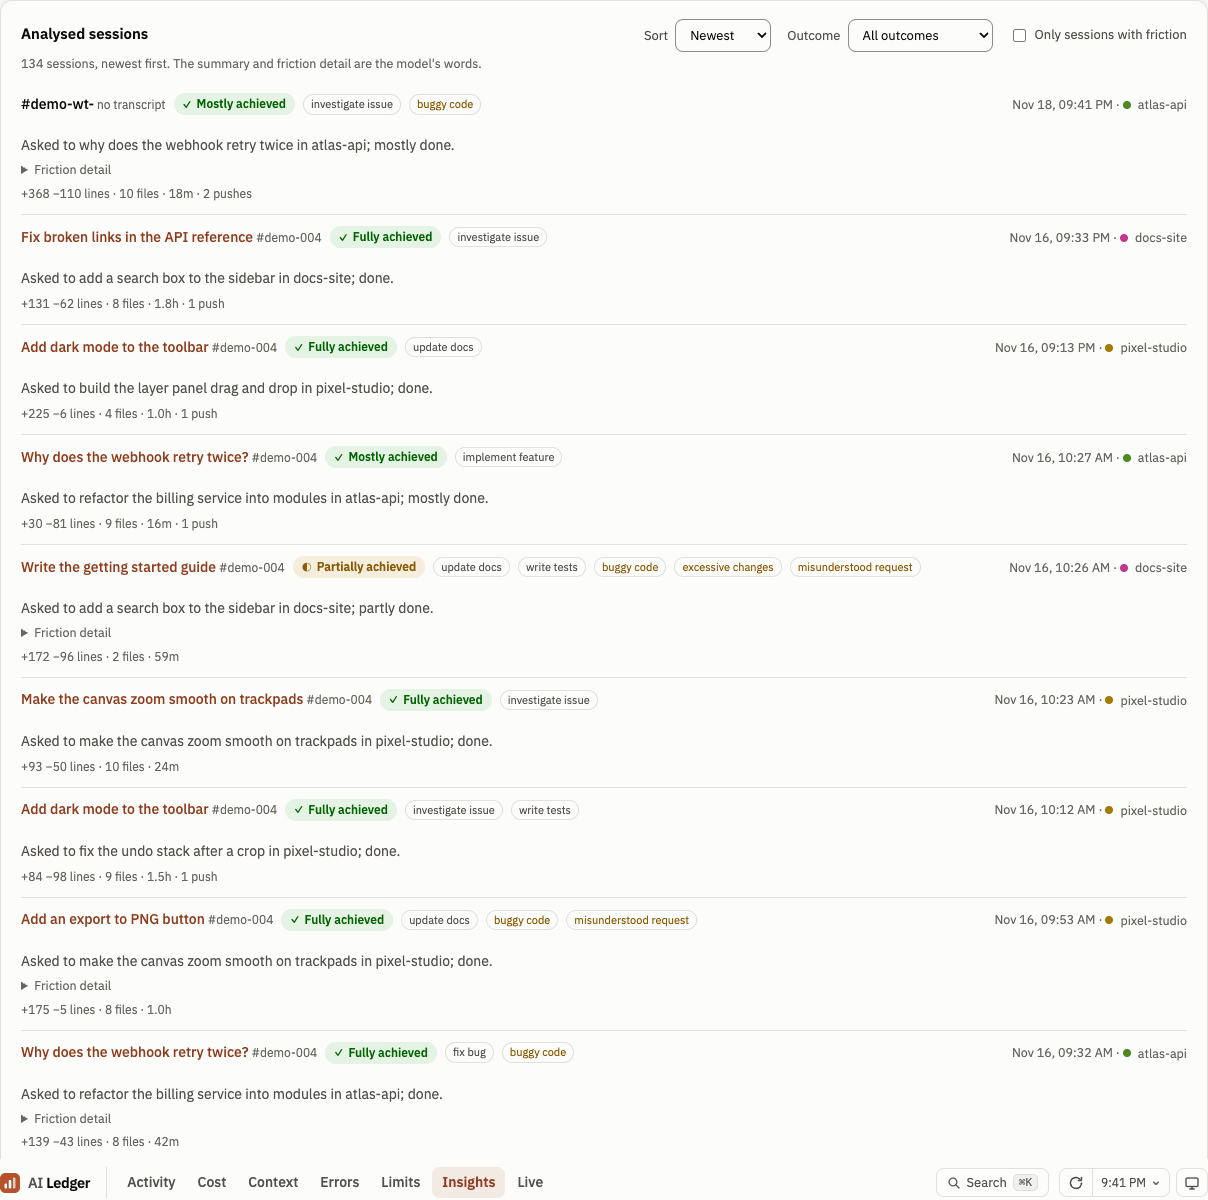 Analysed sessions
Sort Newest Outcome All outcomes Only sessions with friction
134 sessions, newest first. The summary and friction detail are the model's words.
#demo-wt- no transcript ✓ Mostly achieved investigate issue buggy code Nov 18, 09:41 PM · atlas-api
Asked to why does the webhook retry twice in atlas-api; mostly done.
Friction detail
+368 −110 lines · 10 files · 18m · 2 pushes
Fix broken links in the API reference #demo-004 ✓ Fully achieved investigate issue Nov 16, 09:33 PM · docs-site
Asked to add a search box to the sidebar in docs-site; done.
+131 −62 lines · 8 files · 1.8h · 1 push
Add dark mode to the toolbar #demo-004 ✓ Fully achieved update docs Nov 16, 09:13 PM · pixel-studio
Asked to build the layer panel drag and drop in pixel-studio; done.
+225 −6 lines · 4 files · 1.0h · 1 push
Why does the webhook retry twice? #demo-004 ✓ Mostly achieved implement feature Nov 16, 10:27 AM · atlas-api
Asked to refactor the billing service into modules in atlas-api; mostly done.
+30 −81 lines · 9 files · 16m · 1 push
Write the getting started guide #demo-004 Partially achieved update docs write tests buggy code excessive changes misunderstood request Nov 16, 10:26 AM · docs-site
Asked to add a search box to the sidebar in docs-site; partly done.
Friction detail
+172 −96 lines · 2 files · 59m
Make the canvas zoom smooth on trackpads #demo-004 ✓ Fully achieved investigate issue Nov 16, 10:23 AM · pixel-studio
Asked to make the canvas zoom smooth on trackpads in pixel-studio; done.
+93 −50 lines · 10 files · 24m
Add dark mode to the toolbar #demo-004 ✓ Fully achieved investigate issue write tests Nov 16, 10:12 AM · pixel-studio
Asked to fix the undo stack after a crop in pixel-studio; done.
+84 −98 lines · 9 files · 1.5h · 1 push
Add an export to PNG button #demo-004 ✓ Fully achieved update docs buggy code misunderstood request Nov 16, 09:53 AM · pixel-studio
Asked to make the canvas zoom smooth on trackpads in pixel-studio; done.
Friction detail
+175 −5 lines · 8 files · 1.0h
Why does the webhook retry twice? #demo-004 ✓ Fully achieved fix bug buggy code Nov 16, 09:32 AM · atlas-api
Asked to refactor the billing service into modules in atlas-api; done.
Friction detail
+139 −43 lines · 8 files · 42m
AI Ledger Activity Cost Context Errors Limits Insights Live Search ⌘K 9:41 PM